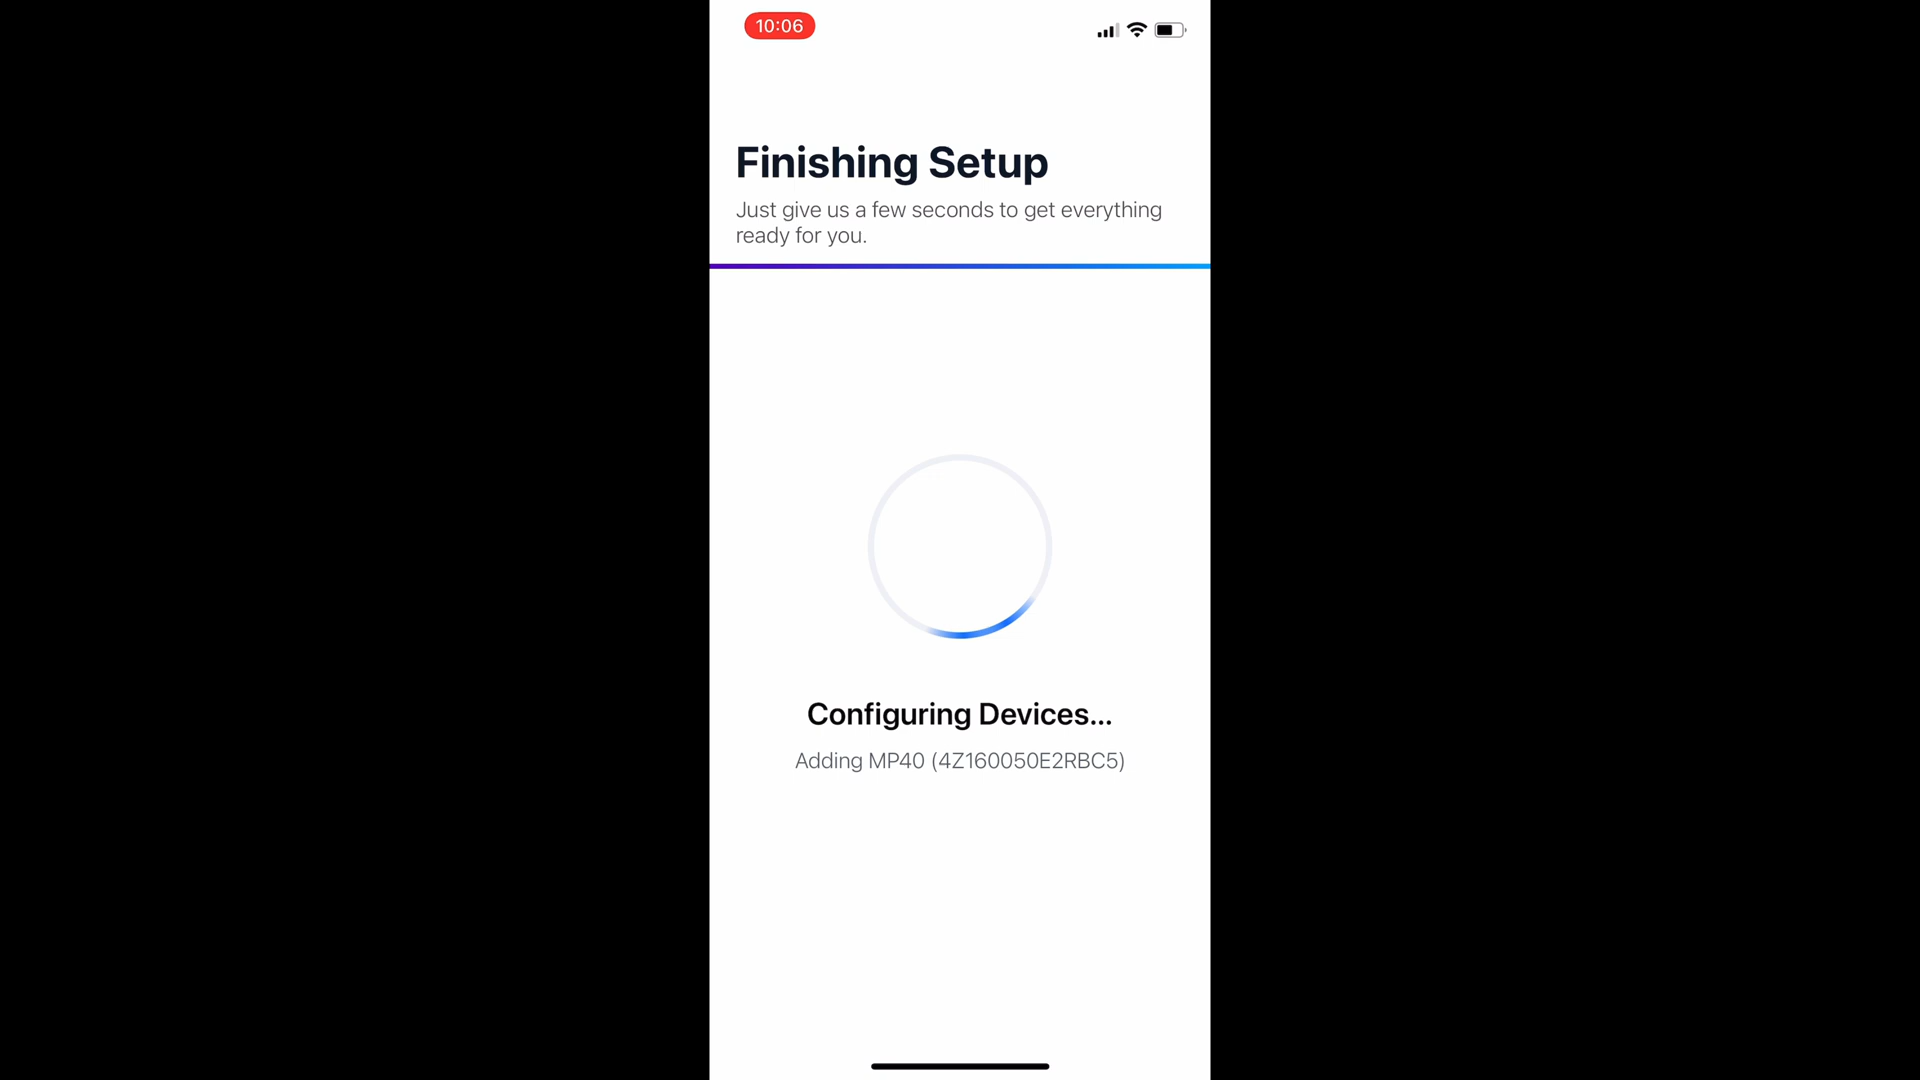 10:06
Finishing Setup
Just give us a few seconds to get everything
ready for you.
Configuring Devices...
Adding MP40 (4Z160050E2RBC5)